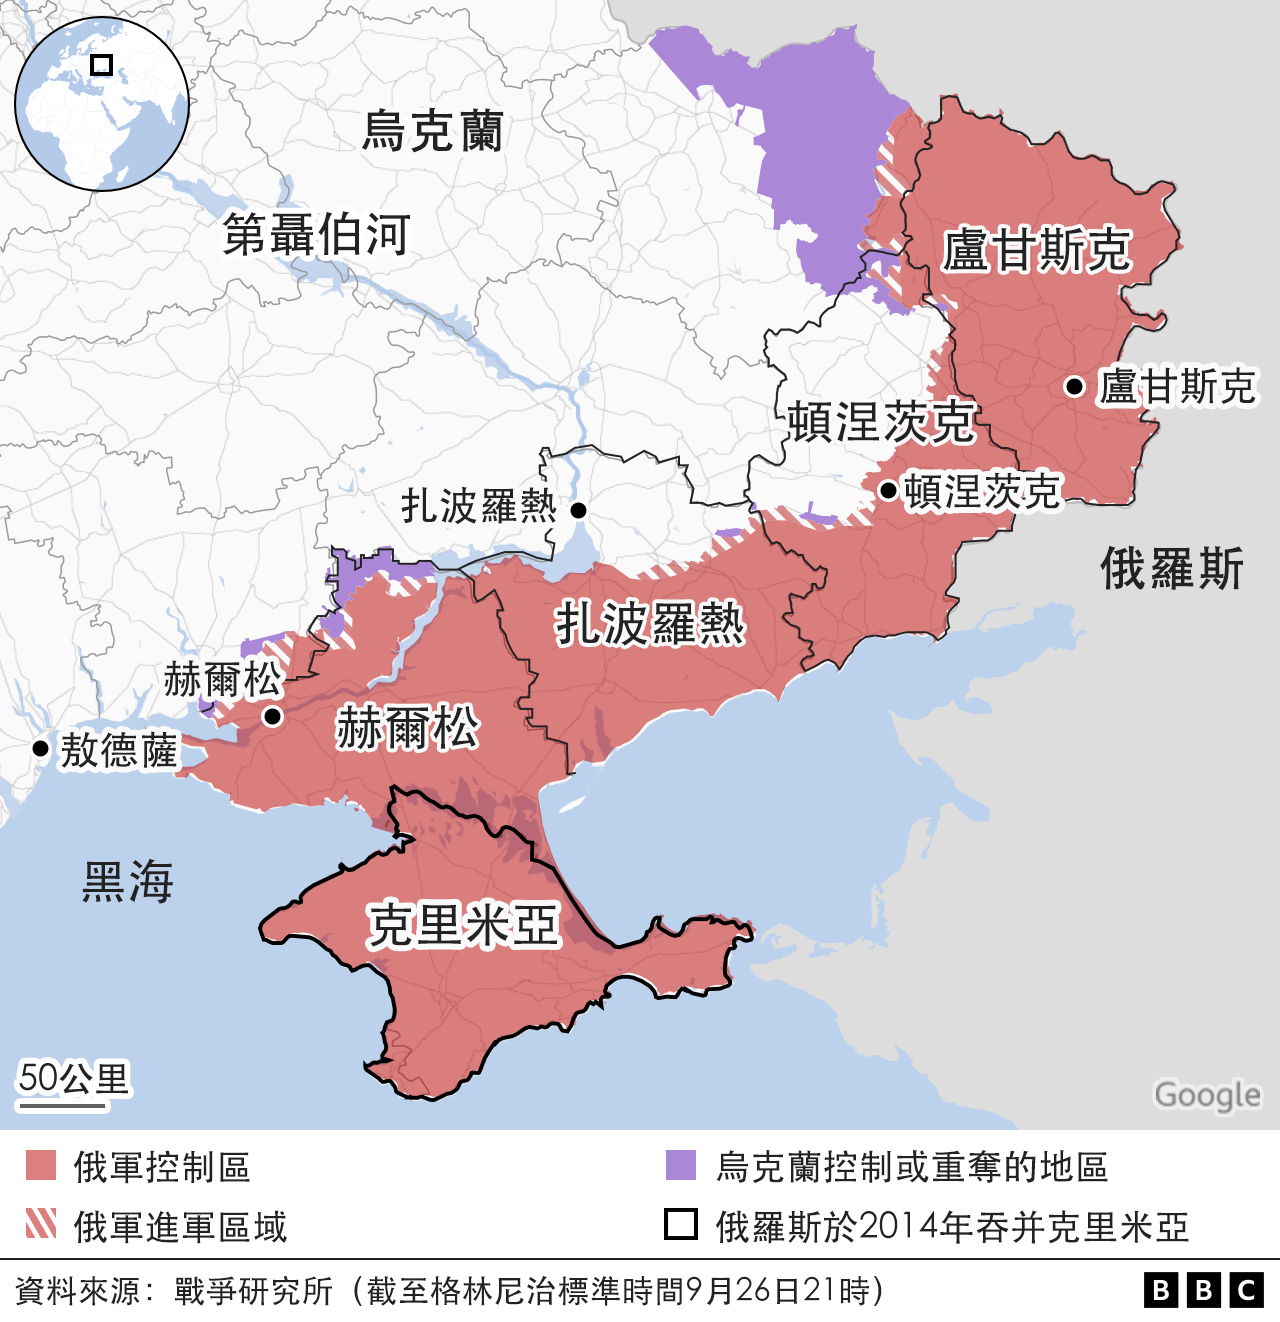 烏克蘭
第聶伯河
盧甘斯克
盧甘斯克
頓涅茨克
頓涅茨克
扎波羅熱
俄羅斯
扎波羅熱
赫爾松
赫爾松
敖德薩
黑海
克里米亞
50公里
Google
俄軍控制區
烏克蘭控制或重奪的地區
俄軍進軍區域
俄羅斯於2014年吞并克里米亞
資料來源：戰爭研究所（截至格林尼治標準時間9月26日21時）
BBC